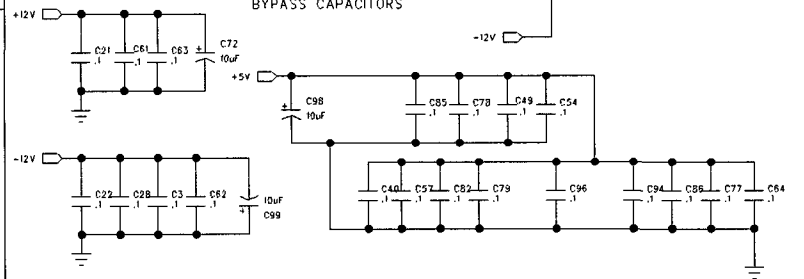 BYPASS CAPACITORS
+12V
C21 .1
C61 .1
C63 .1
+ C72 10uF
-12V
+5V
+ C98 10uF
C85 .1
C78 .1
C49 .1
C54 .1
-12V
C22 .1
C28 .1
C3 .1
C62 .1
+ 10uF C99
C40 .1
C57 .1
C82 .1
C79 .1
C96 .1
C94 .1
C86 .1
C77 .1
C64 .1